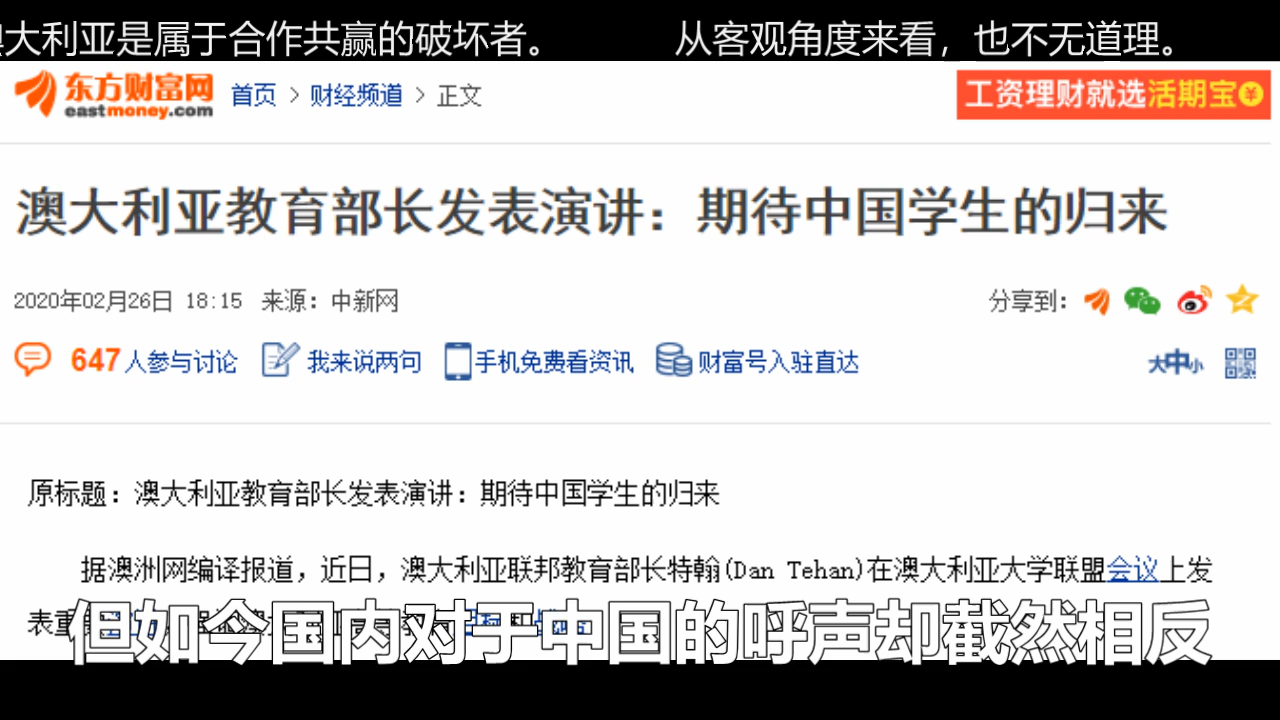 大利亚是属于合作共赢的破坏者。 从客观角度来看，也不无道理。
东方财富网 eastmoney.com 首页 > 财经频道 > 正文 工资理财就选活期宝
澳大利亚教育部长发表演讲：期待中国学生的归来
2020年02月26日 18:15 来源：中新网 分享到：
647人参与讨论 我来说两句 手机免费看资讯 财富号入驻直达 大中小
原标题：澳大利亚教育部长发表演讲：期待中国学生的归来
据澳洲网编译报道，近日，澳大利亚联邦教育部长特翰(Dan Tehan)在澳大利亚大学联盟会议上发
表重
但如今国内对于中国的呼声却截然相反